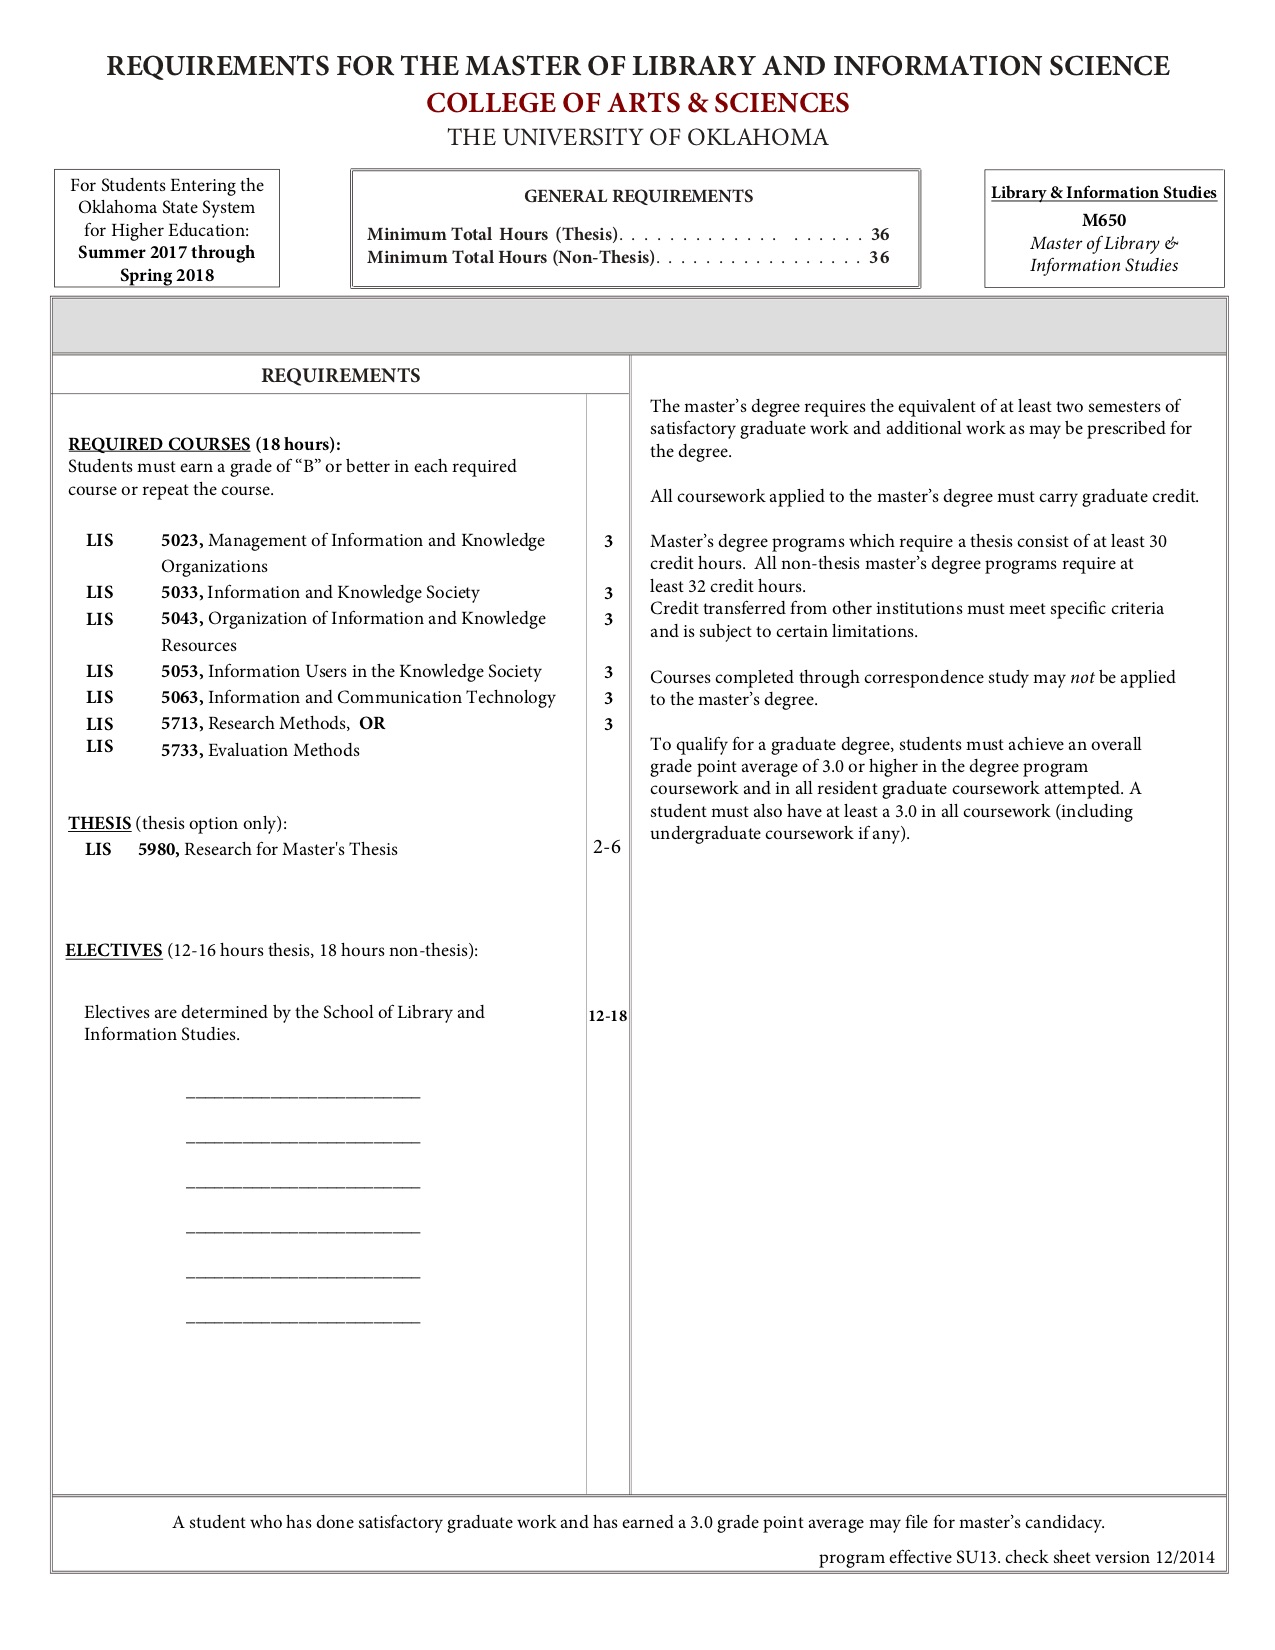 REQUIREMENTS FOR THE MASTER OF LIBRARY AND INFORMATION SCIENCE
COLLEGE OF ARTS & SCIENCES
THE UNIVERSITY OF OKLAHOMA
For Students Entering the
Oklahoma State System
for Higher Education:
Summer 2017 through
Spring 2018
GENERAL REQUIREMENTS
Minimum Total Hours (Thesis). . . . . . . . . . . . .  . . . . . . 36
Minimum Total Hours (Non-Thesis). . . . . . . . . . . . . . . . . 36
Library & Information Studies
M650
Master of Library &
Information Studies
REQUIREMENTS
REQUIRED COURSES (18 hours):
Students must earn a grade of “B” or better in each required
course or repeat the course.
LIS 5023, Management of Information and Knowledge 3
Organizations
LIS 5033, Information and Knowledge Society 3
LIS 5043, Organization of Information and Knowledge 3
Resources
LIS 5053, Information Users in the Knowledge Society 3
LIS 5063, Information and Communication Technology 3
LIS 5713, Research Methods, OR 3
LIS 5733, Evaluation Methods
THESIS (thesis option only):
LIS 5980, Research for Master's Thesis 2-6
ELECTIVES (12-16 hours thesis, 18 hours non-thesis):
Electives are determined by the School of Library and 12-18
Information Studies.
_________________________
_________________________
_________________________
_________________________
_________________________
_________________________
The master’s degree requires the equivalent of at least two semesters of
satisfactory graduate work and additional work as may be prescribed for
the degree.
All coursework applied to the master’s degree must carry graduate credit.
Master’s degree programs which require a thesis consist of at least 30
credit hours. All non-thesis master’s degree programs require at
least 32 credit hours.
Credit transferred from other institutions must meet specific criteria
and is subject to certain limitations.
Courses completed through correspondence study may not be applied
to the master’s degree.
To qualify for a graduate degree, students must achieve an overall
grade point average of 3.0 or higher in the degree program
coursework and in all resident graduate coursework attempted. A
student must also have at least a 3.0 in all coursework (including
undergraduate coursework if any).
A student who has done satisfactory graduate work and has earned a 3.0 grade point average may file for master’s candidacy.
program effective SU13. check sheet version 12/2014